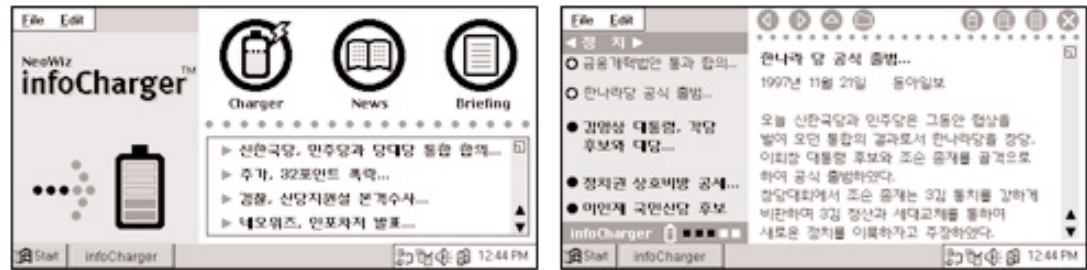 File Edit
NeoWiz
infoCharger™
Charger
News
Briefing
신한국당, 민주당과 당대당 통합 합의...
주가, 32포인트 폭락...
경찰, 신당지원설 본격수사...
네오위즈, 인포차저 발표...
Start
infoCharger
12:44 PM
File Edit
정 치
금융개혁법안 통과 합의...
한나라당 공식 출범...
김영삼 대통령, 각당
후보와 대담...
정치권 상호비방 공세...
이인제 국민신당 후보
infoCharger
한나라 당 공식 출범...
1997년 11월 21일 동아일보
오늘 신한국당과 민주당은 그동안 협상을
벌여 오던 통합의 결과로서 한나라당을 창당,
이회창 대통령 후보와 조순 총재를 골격으로
하여 공식 출범하였다.
창당대회에서 조순 총재는 3김 통치를 강하게
비판하며 3김 청산과 세대교체를 통하여
새로운 정치를 이룩하자고 주장하였다.
Start
infoCharger
12:44 PM